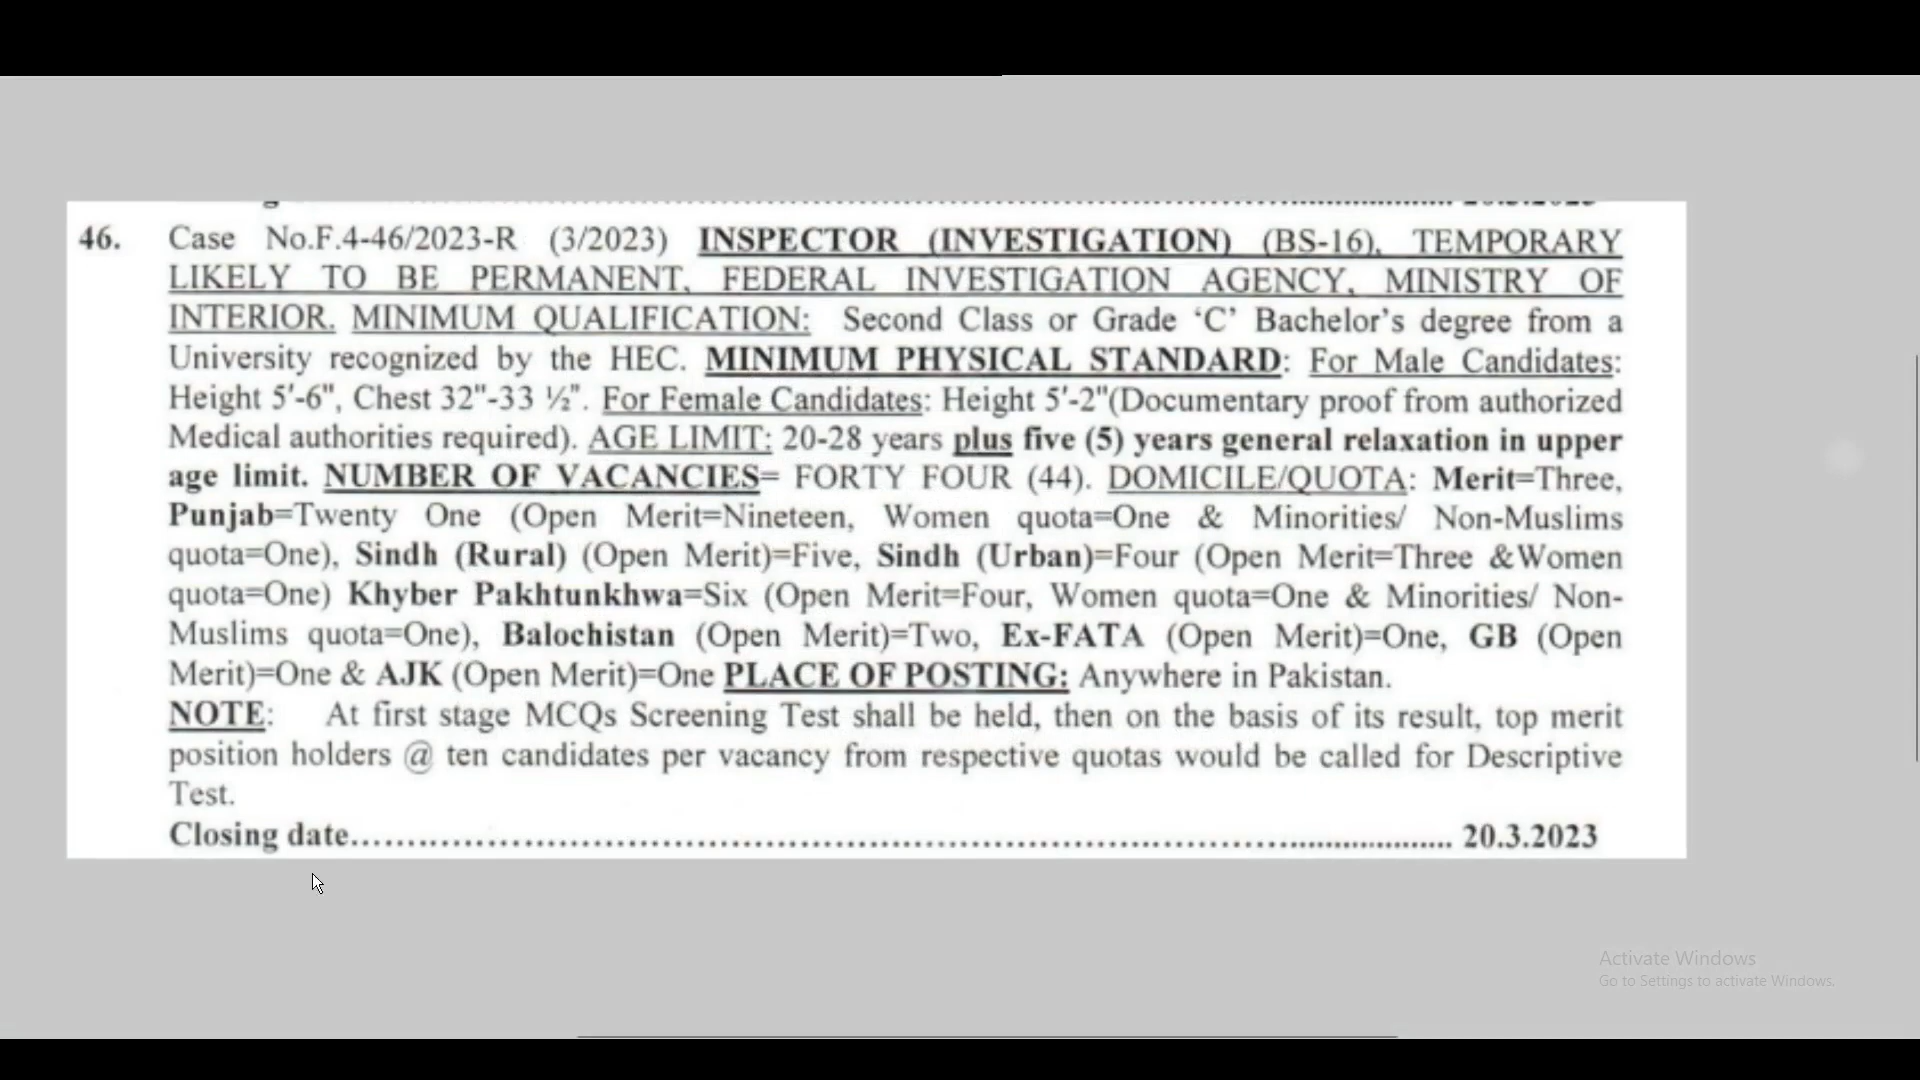 46. Case No.F.4-46/2023-R (3/2023) INSPECTOR (INVESTIGATION) (BS-16), TEMPORARY
LIKELY TO BE PERMANENT, FEDERAL INVESTIGATION AGENCY, MINISTRY OF
INTERIOR. MINIMUM QUALIFICATION: Second Class or Grade ‘C’ Bachelor’s degree from a
University recognized by the HEC. MINIMUM PHYSICAL STANDARD: For Male Candidates:
Height 5'-6", Chest 32"-33 ½". For Female Candidates: Height 5'-2"(Documentary proof from authorized
Medical authorities required). AGE LIMIT: 20-28 years plus five (5) years general relaxation in upper
age limit. NUMBER OF VACANCIES= FORTY FOUR (44). DOMICILE/QUOTA: Merit=Three,
Punjab=Twenty One (Open Merit=Nineteen, Women quota=One & Minorities/ Non-Muslims
quota=One), Sindh (Rural) (Open Merit)=Five, Sindh (Urban)=Four (Open Merit=Three &Women
quota=One) Khyber Pakhtunkhwa=Six (Open Merit=Four, Women quota=One & Minorities/ Non-
Muslims quota=One), Balochistan (Open Merit)=Two, Ex-FATA (Open Merit)=One, GB (Open
Merit)=One & AJK (Open Merit)=One PLACE OF POSTING: Anywhere in Pakistan.
NOTE: At first stage MCQs Screening Test shall be held, then on the basis of its result, top merit
position holders @ ten candidates per vacancy from respective quotas would be called for Descriptive
Test.
Closing date........................................................................................................ 20.3.2023
Activate Windows
Go to Settings to activate Windows.